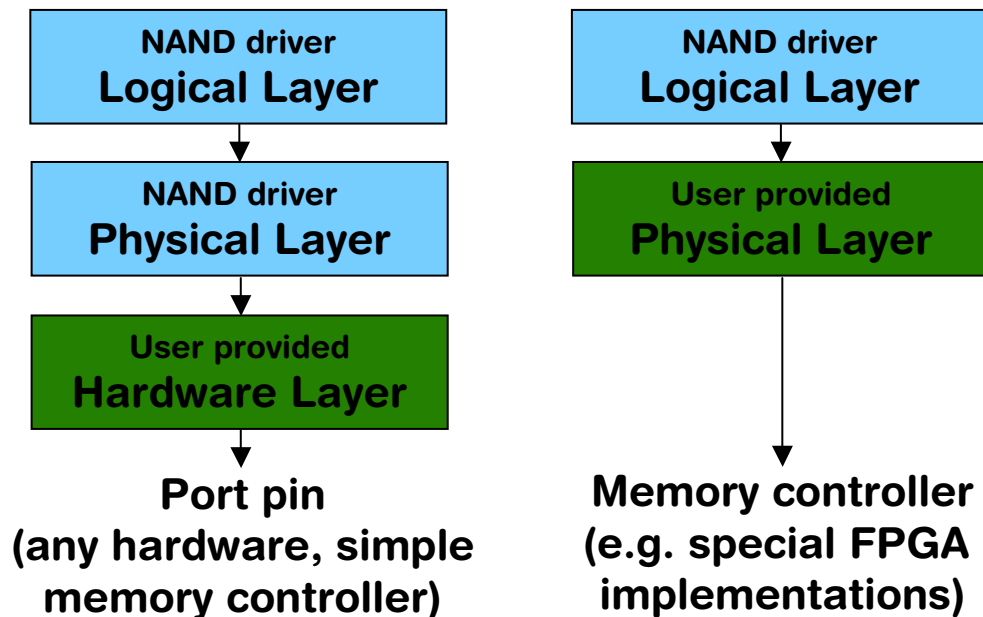 NAND driver
Logical Layer
NAND driver
Physical Layer
User provided
Hardware Layer
Port pin
(any hardware, simple
memory controller)
NAND driver
Logical Layer
User provided
Physical Layer
Memory controller
(e.g. special FPGA
implementations)